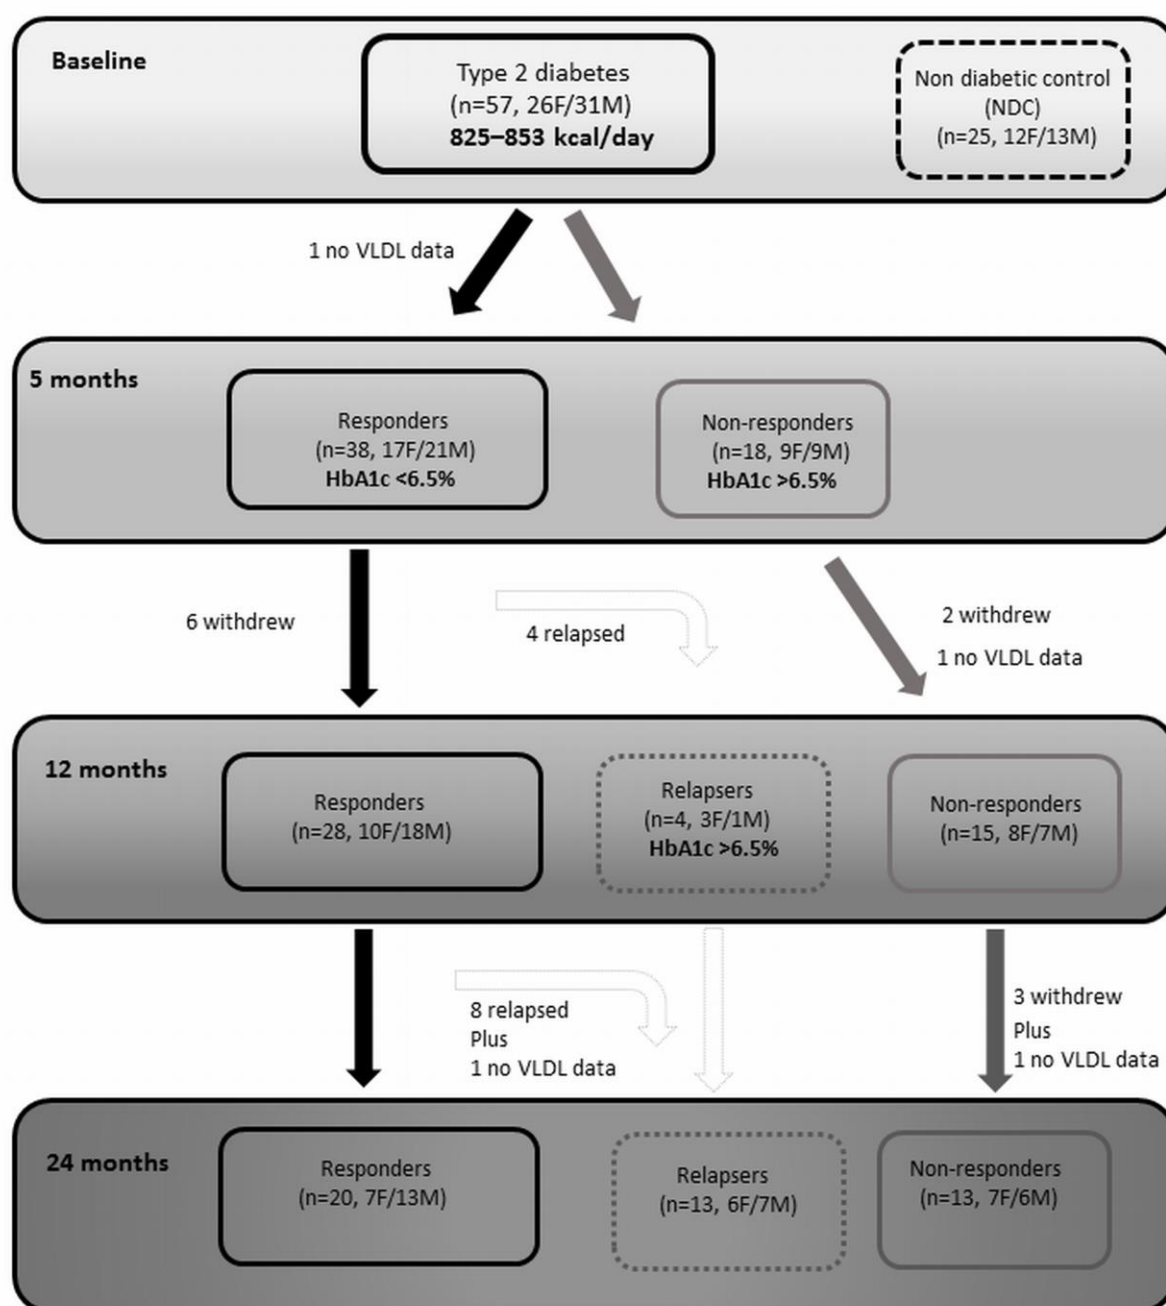 Baseline
Type 2 diabetes
(n=57, 26F/31M)
825–853 kcal/day
Non diabetic control
(NDC)
(n=25, 12F/13M)
1 no VLDL data
5 months
Responders
(n=38, 17F/21M)
HbA1c <6.5%
Non-responders
(n=18, 9F/9M)
HbA1c >6.5%
6 withdrew
4 relapsed
2 withdrew
1 no VLDL data
12 months
Responders
(n=28, 10F/18M)
Relapsers
(n=4, 3F/1M)
HbA1c >6.5%
Non-responders
(n=15, 8F/7M)
8 relapsed
Plus
1 no VLDL data
3 withdrew
Plus
1 no VLDL data
24 months
Responders
(n=20, 7F/13M)
Relapsers
(n=13, 6F/7M)
Non-responders
(n=13, 7F/6M)